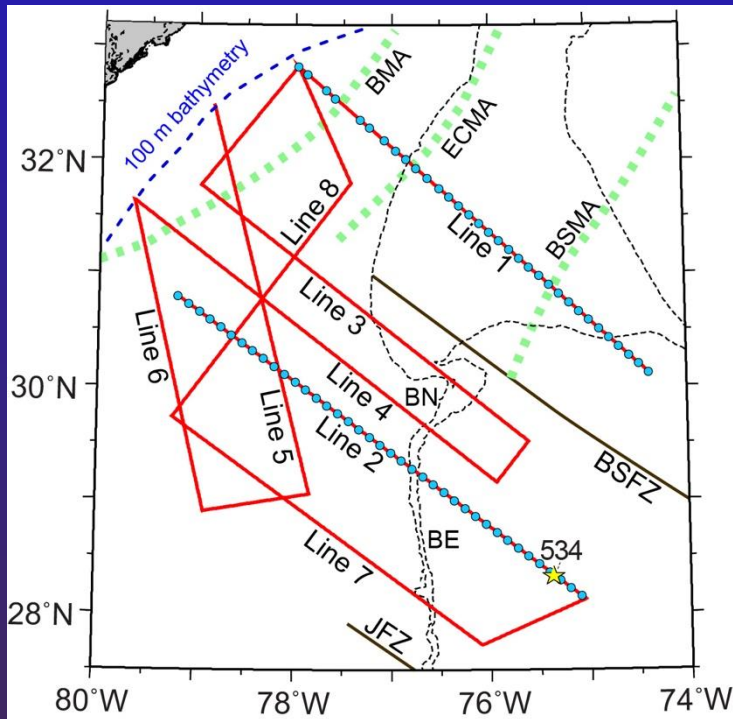 100 m bathymetry
BMA
ECMA
BSMA
32°N
Line 8
Line 1
Line 3
Line 6
30°N
Line 4
BN
Line 5
Line 2
BSFZ
BE
534
Line 7
28°N
JFZ
80°W
78°W
76°W
74°W